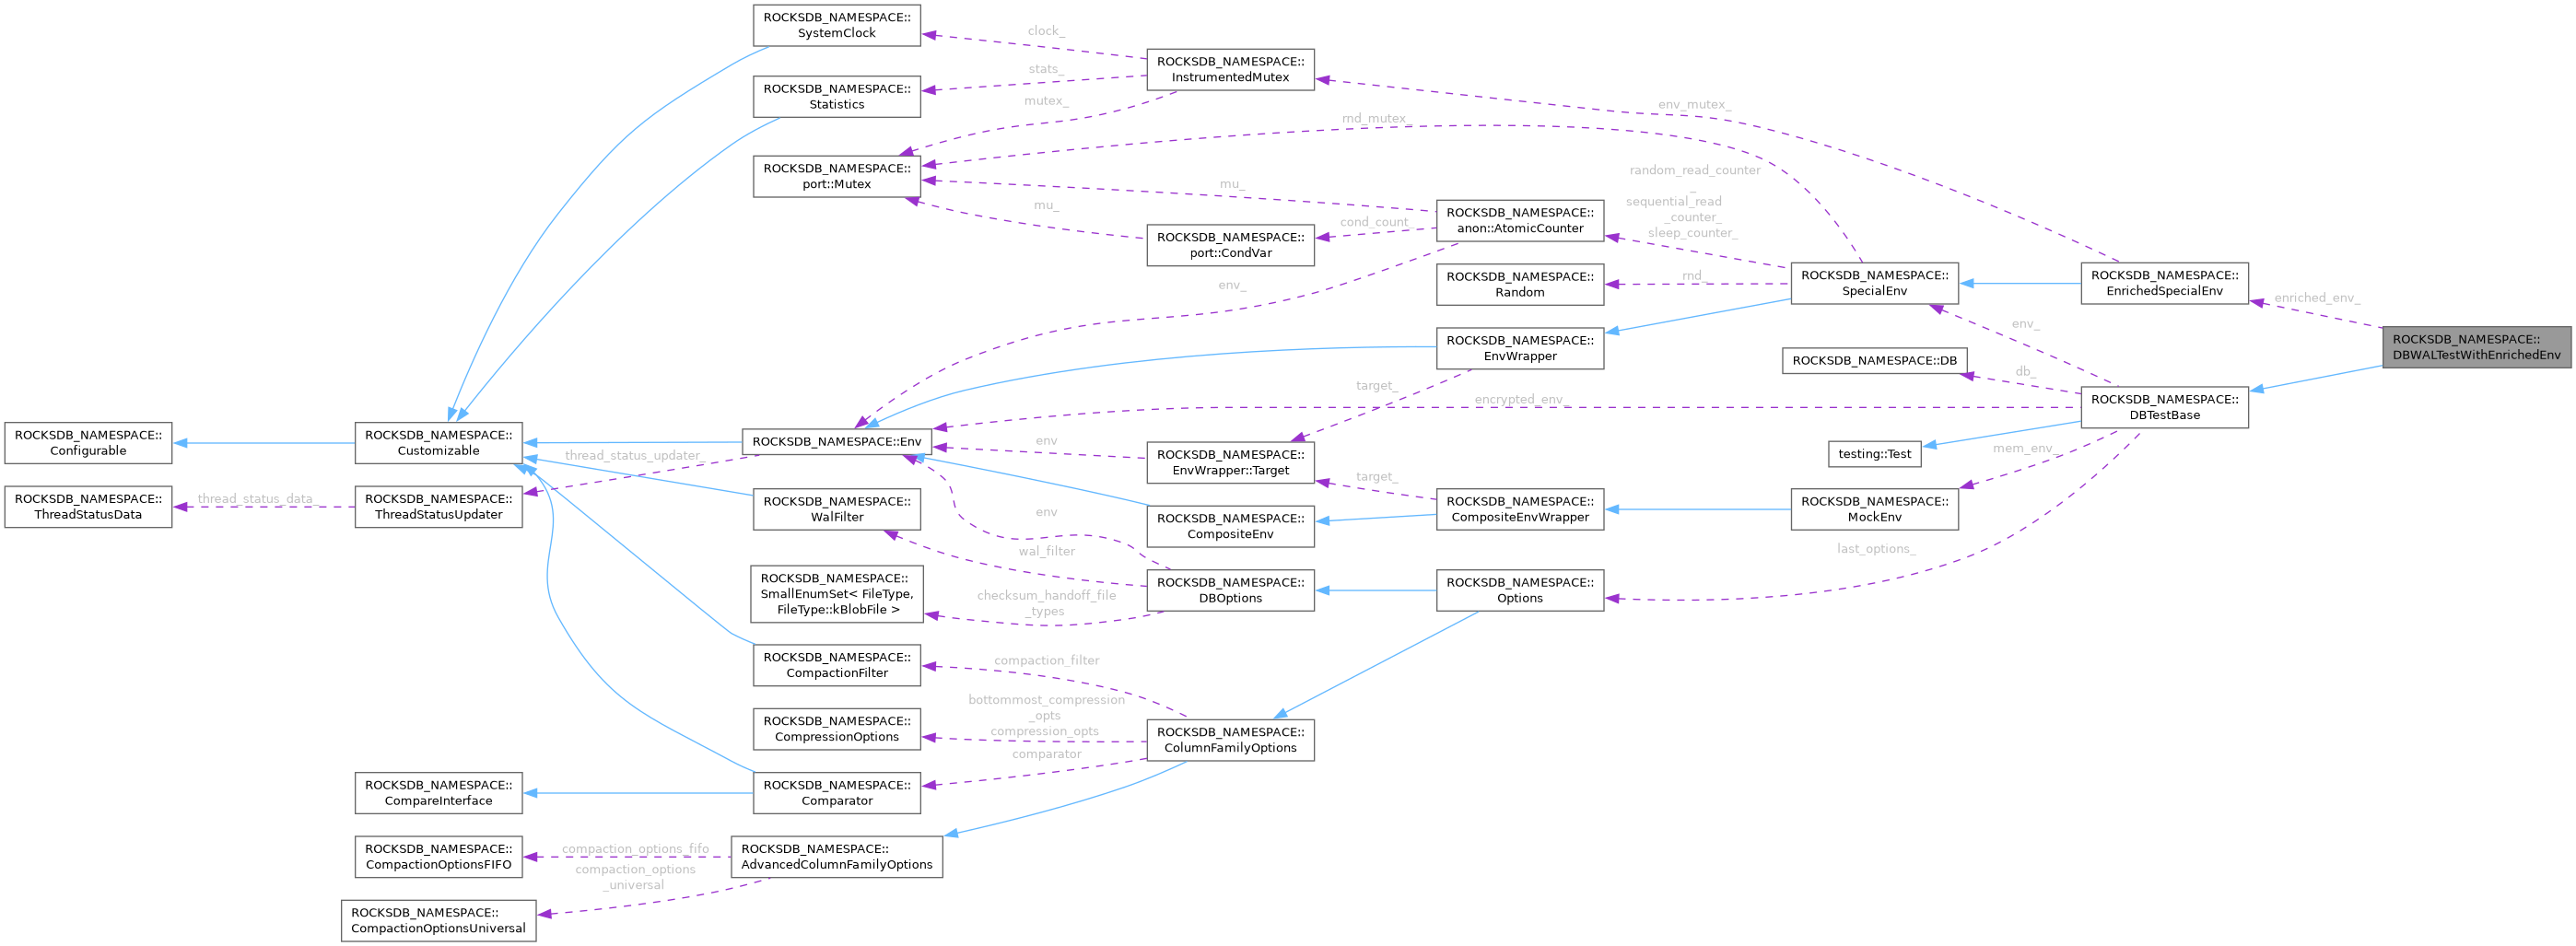 ROCKSDB_NAMESPACE::
SystemClock
clock_
ROCKSDB_NAMESPACE::
InstrumentedMutex
stats_
ROCKSDB_NAMESPACE::
Statistics
mutex_
env_mutex_
rnd_mutex_
ROCKSDB_NAMESPACE::
port::Mutex
mu_
mu_
random_read_counter
_
sequential_read
_counter_
sleep_counter_
ROCKSDB_NAMESPACE::
anon::AtomicCounter
cond_count_
ROCKSDB_NAMESPACE::
port::CondVar
env_
ROCKSDB_NAMESPACE::
Random
rnd_
ROCKSDB_NAMESPACE::
SpecialEnv
ROCKSDB_NAMESPACE::
EnrichedSpecialEnv
enriched_env_
ROCKSDB_NAMESPACE::
DBWALTestWithEnrichedEnv
env_
ROCKSDB_NAMESPACE::
EnvWrapper
ROCKSDB_NAMESPACE::DB
db_
target_
encrypted_env_
ROCKSDB_NAMESPACE::
DBTestBase
ROCKSDB_NAMESPACE::
Configurable
ROCKSDB_NAMESPACE::
Customizable
ROCKSDB_NAMESPACE::Env
env
ROCKSDB_NAMESPACE::
EnvWrapper::Target
testing::Test
mem_env_
thread_status_updater_
target_
ROCKSDB_NAMESPACE::
ThreadStatusData
thread_status_data_
ROCKSDB_NAMESPACE::
ThreadStatusUpdater
ROCKSDB_NAMESPACE::
WalFilter
env
ROCKSDB_NAMESPACE::
CompositeEnv
ROCKSDB_NAMESPACE::
CompositeEnvWrapper
ROCKSDB_NAMESPACE::
MockEnv
last_options_
wal_filter
ROCKSDB_NAMESPACE::
SmallEnumSet< FileType,
FileType::kBlobFile >
checksum_handoff_file
_types
ROCKSDB_NAMESPACE::
DBOptions
ROCKSDB_NAMESPACE::
Options
ROCKSDB_NAMESPACE::
CompactionFilter
compaction_filter
ROCKSDB_NAMESPACE::
CompressionOptions
bottommost_compression
_opts
compression_opts
ROCKSDB_NAMESPACE::
ColumnFamilyOptions
comparator
ROCKSDB_NAMESPACE::
CompareInterface
ROCKSDB_NAMESPACE::
Comparator
ROCKSDB_NAMESPACE::
CompactionOptionsFIFO
compaction_options_fifo
ROCKSDB_NAMESPACE::
AdvancedColumnFamilyOptions
compaction_options
_universal
ROCKSDB_NAMESPACE::
CompactionOptionsUniversal